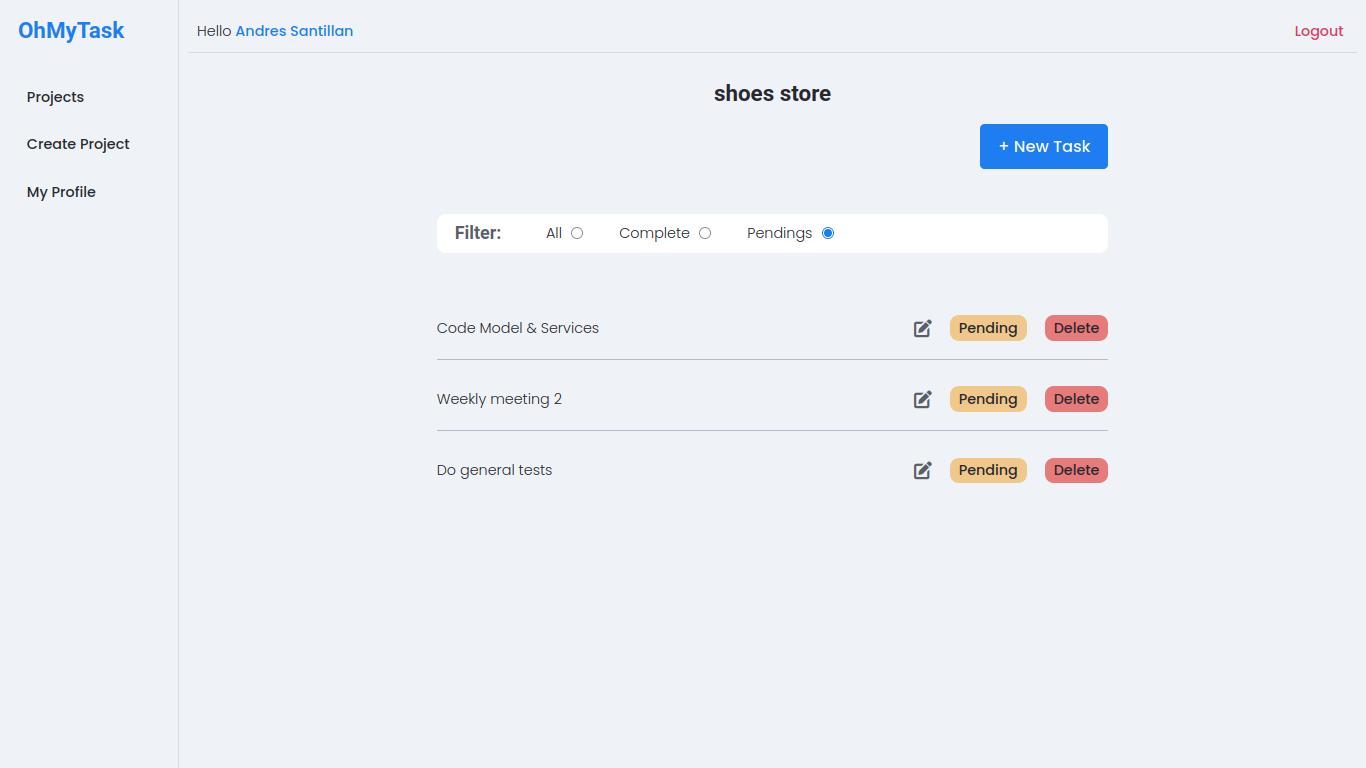 OhMyTask
Hello Andres Santillan
Logout
Projects
Create Project
My Profile
shoes store
+ New Task
Filter: All Complete Pendings
Code Model & Services Pending Delete
Weekly meeting 2 Pending Delete
Do general tests Pending Delete